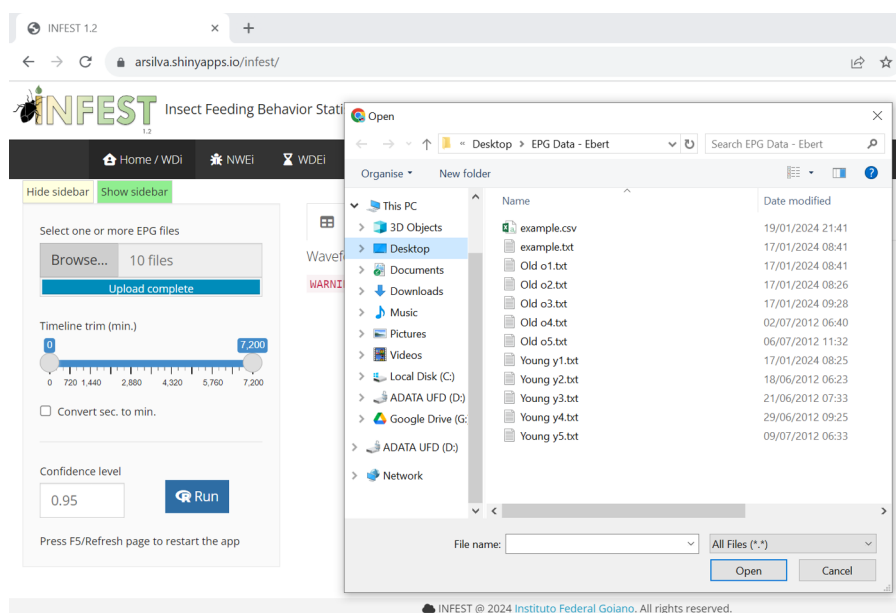 INFEST 1.2
arsilva.shinyapps.io/infest/
INFEST
1.2
Insect Feeding Behavior Stati
Home / WDi
NWEi
WDEi
Hide sidebar
Show sidebar
Select one or more EPG files
Browse...
10 files
Upload complete
Timeline trim (min.)
0
7,200
0 720 1,440 2,880 4,320 5,760 7,200
Convert sec. to min.
Confidence level
0.95
Run
Press F5/Refresh page to restart the app
Wavef
WARNI
Open
« Desktop > EPG Data - Ebert
Search EPG Data - Ebert
Organise
New folder
This PC
3D Objects
Desktop
Documents
Downloads
Music
Pictures
Videos
Local Disk (C:)
ADATA UFD (D:)
Google Drive (G:
ADATA UFD (D:)
Network
Name Date modified
example.csv 19/01/2024 21:41
example.txt 17/01/2024 08:41
Old o1.txt 17/01/2024 08:41
Old o2.txt 17/01/2024 08:26
Old o3.txt 17/01/2024 09:28
Old o4.txt 02/07/2012 06:40
Old o5.txt 06/07/2012 11:32
Young y1.txt 17/01/2024 08:25
Young y2.txt 18/06/2012 06:23
Young y3.txt 21/06/2012 07:33
Young y4.txt 29/06/2012 09:25
Young y5.txt 09/07/2012 06:33
File name:
All Files (*.*)
Open
Cancel
INFEST @ 2024 Instituto Federal Goiano. All rights reserved.